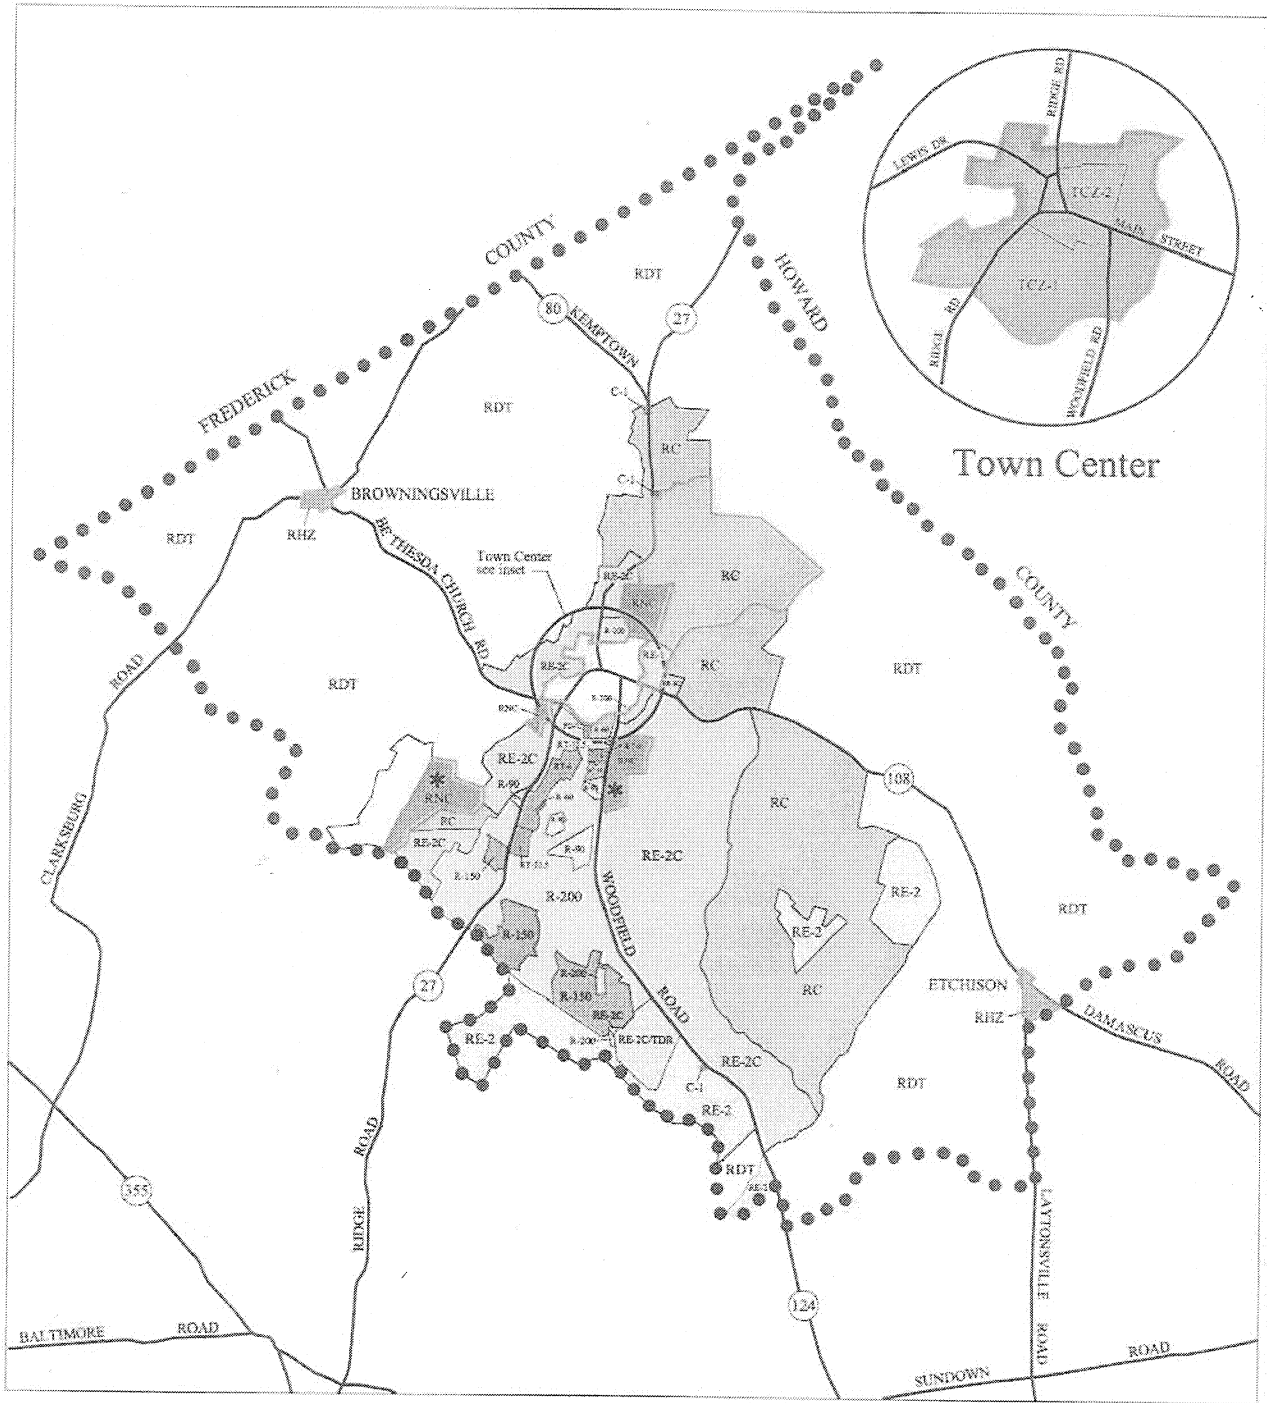 RIDGE RD
LEWIS DR
TCZ-2
MAIN STREET
TCZ-1
RIDGE RD
WOODFIELD RD
Town Center
COUNTY
HOWARD
RDT
80
KEMPTOWN
27
FREDERICK
RDT
C-1
RC
BROWNINGSVILLE
C-1
RDT
RHZ
BETHESDA CHURCH RD
Town Center
see inset
RE-2C
RC
COUNTY
RNC
R-200
RE-2C
RC
RDT
ROAD
RDT
R-200
RNC
RE-2C
R-90
108
RC
RNC
RC
RE-2C
R-90
RE-2C
CLARKSBURG
R-150
R-200
WOODFIELD
RE-2
RDT
R-150
RE-2
R-200
R-150
RE-2C
RC
27
ETCHISON
ROAD
RHZ
DAMASCUS
ROAD
RE-2
R-200
RE-2C/TDR
RE-2C
C-1
RDT
RE-2
ROAD
RDT
355
RIDGE
LAYTONSVILLE
ROAD
124
BALTIMORE
ROAD
SUNDOWN
ROAD